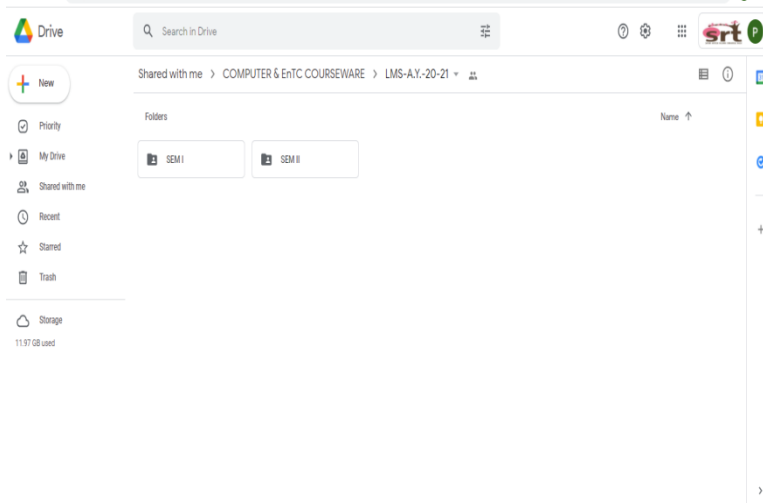 Drive
Search in Drive
srt
P
New
Shared with me > COMPUTER & EnTC COURSEWARE > LMS-A.Y.-20-21
Priority
My Drive
Shared with me
Recent
Starred
Trash
Storage
11.97 GB used
Folders
Name
SEM I
SEM II